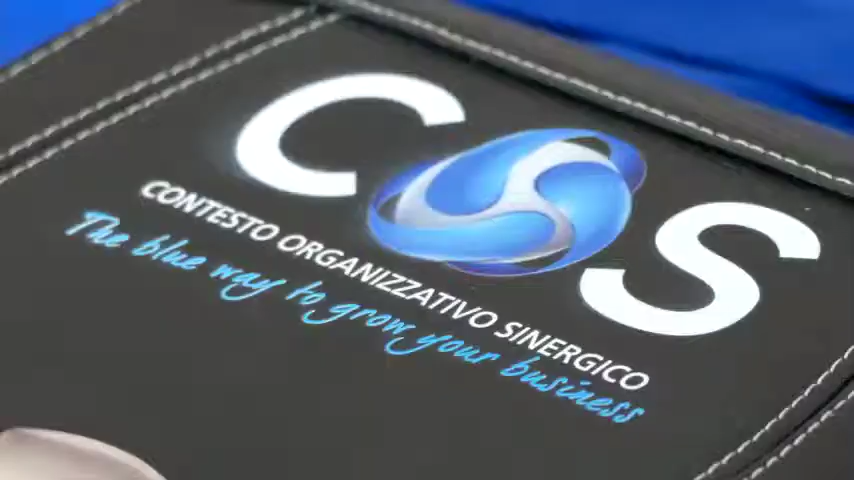 COS
CONTESTO ORGANIZZATIVO SINERGICO
The blue way to grow your business